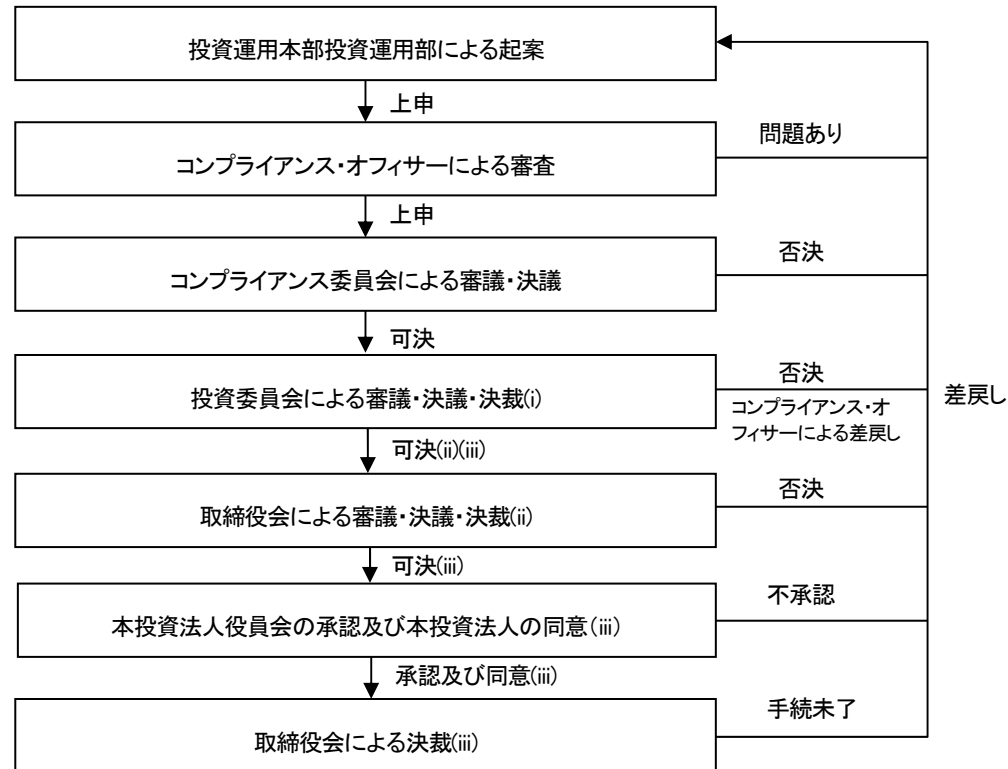 投資運用本部投資運用部による起案
上申
問題あり
コンプライアンス・オフィサーによる審査
上申
否決
コンプライアンス委員会による審議・決議
可決
否決
投資委員会による審議・決議・決裁(i)
コンプライアンス・オ
フィサーによる差戻し
差戻し
可決(ii)(iii)
否決
取締役会による審議・決議・決裁(ii)
可決(iii)
不承認
本投資法人役員会の承認及び本投資法人の同意(iii)
承認及び同意(iii)
手続未了
取締役会による決裁(iii)